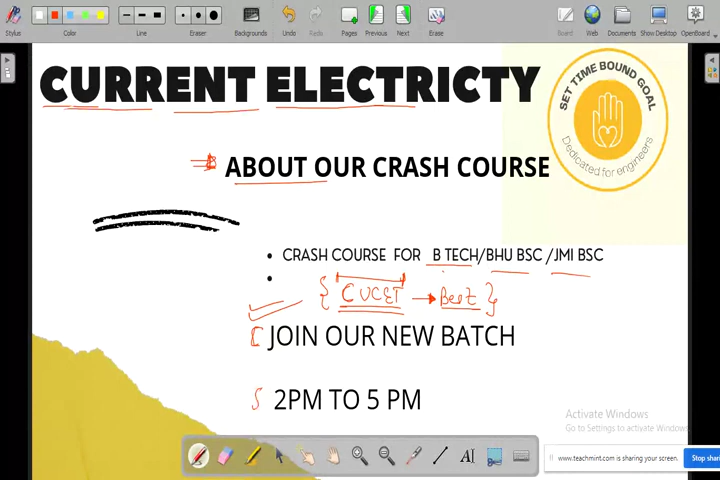 Stylus Color Line Eraser Backgrounds Undo Redo Pages Previous Next Erase Board Web Documents Show Desktop OpenBoard
CURRENT ELECTRICTY
SET TIME BOUND GOAL
Dedicated for engineers
ABOUT OUR CRASH COURSE
• CRASH COURSE FOR B TECH/BHU BSC /JMI BSC
•
{ CUCET → Best }
JOIN OUR NEW BATCH
2PM TO 5 PM
Activate Windows
Go to Settings to activate Windows
www.teachmint.com is sharing your screen.
Stop shari